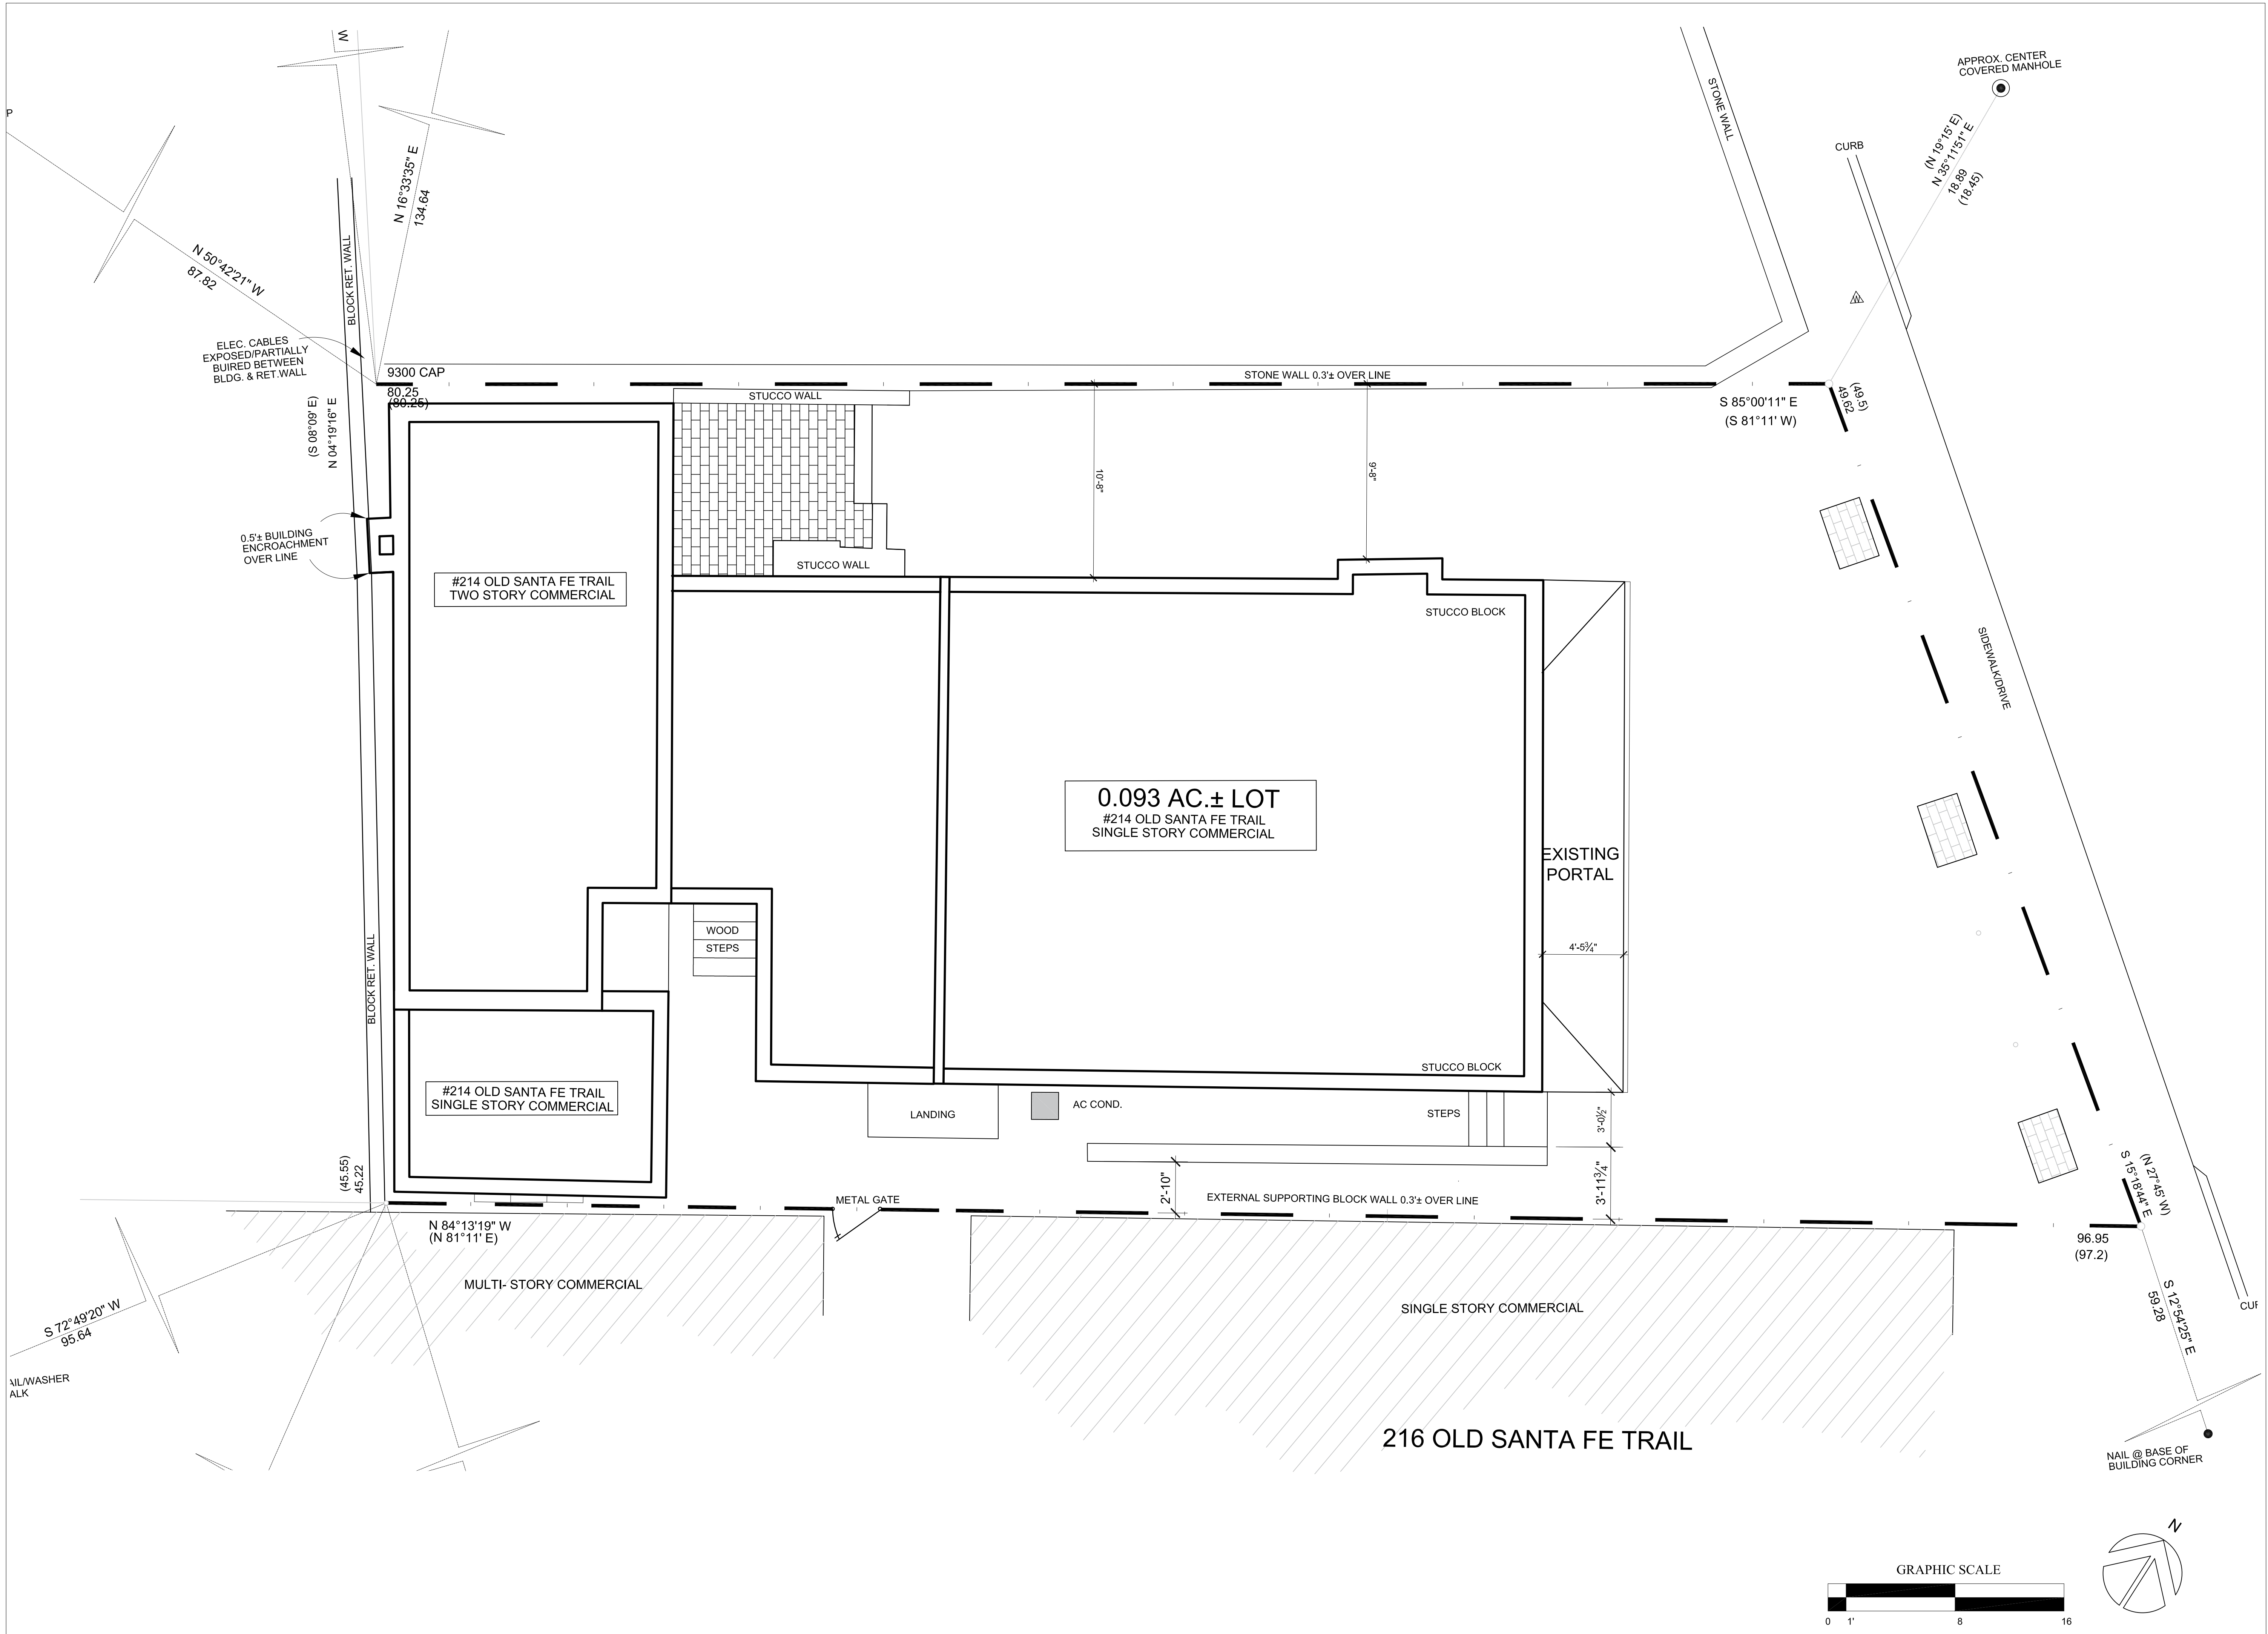 W
P
N 16°33'35" E
134.64
N 50°42'21" W
87.82
BLOCK RET. WALL
ELEC. CABLES
EXPOSED/PARTIALLY
BUIRED BETWEEN
BLDG. & RET.WALL
9300 CAP
80.25
(80.25)
(S 08°09' E)
N 04°19'16" E
0.5'± BUILDING
ENCROACHMENT
OVER LINE
STUCCO WALL
STUCCO WALL
STONE WALL 0.3'± OVER LINE
STONE WALL
CURB
APPROX. CENTER
COVERED MANHOLE
(N 19°15' E)
N 35°11'51" E
18.89
(18.45)
W
S 85°00'11" E
(S 81°11' W)
(49.5)
49.62
10'-8"
9'-8"
#214 OLD SANTA FE TRAIL
TWO STORY COMMERCIAL
STUCCO BLOCK
SIDEWALK/DRIVE
0.093 AC.± LOT
#214 OLD SANTA FE TRAIL
SINGLE STORY COMMERCIAL
EXISTING
PORTAL
4'-5¾"
WOOD
STEPS
BLOCK RET. WALL
#214 OLD SANTA FE TRAIL
SINGLE STORY COMMERCIAL
STUCCO BLOCK
LANDING
AC COND.
STEPS
3'-0½"
3'-11¾"
2'-10"
(45.55)
45.22
METAL GATE
EXTERNAL SUPPORTING BLOCK WALL 0.3'± OVER LINE
N 84°13'19" W
(N 81°11' E)
(N 27°45' W)
S 15°18'44" E
96.95
(97.2)
MULTI- STORY COMMERCIAL
SINGLE STORY COMMERCIAL
S 12°54'25" E
59.28
CUR
S 72°49'20" W
95.64
AIL/WASHER
ALK
216 OLD SANTA FE TRAIL
NAIL @ BASE OF
BUILDING CORNER
N
GRAPHIC SCALE
0 1' 8 16